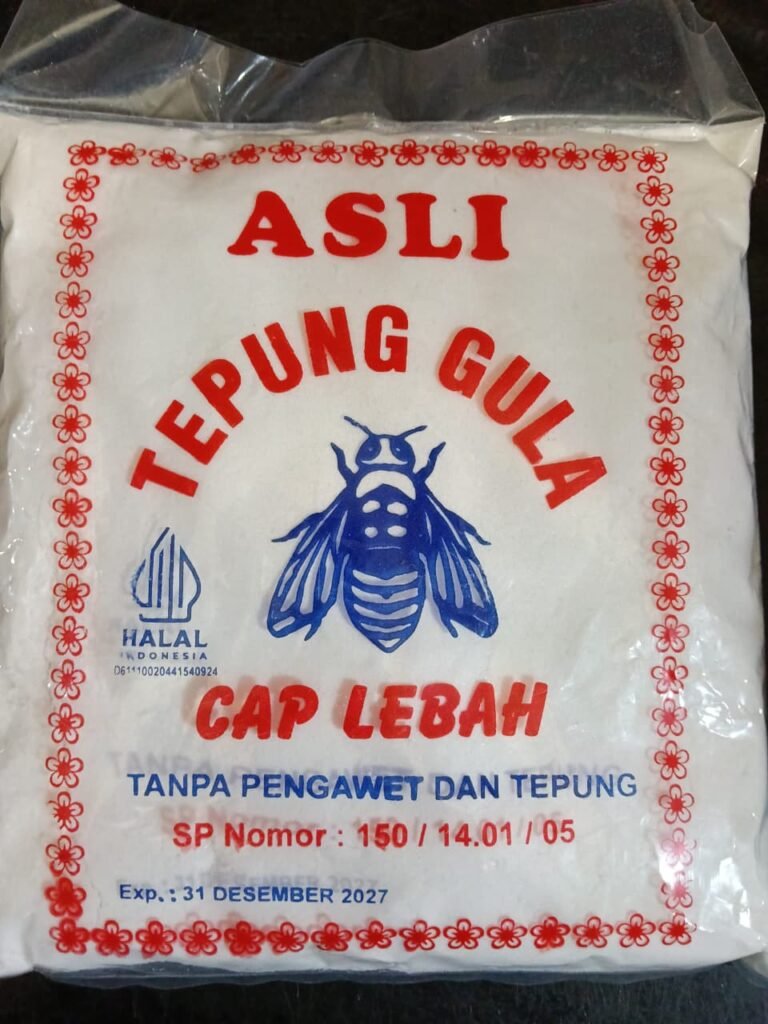 ASLI
TEPUNG GULA
HALAL
INDONESIA
D61110020441540924
CAP LEBAH
TANPA PENGAWET DAN TEPUNG
SP Nomor : 150 / 14.01 / 05
Exp. : 31 DESEMBER 2027